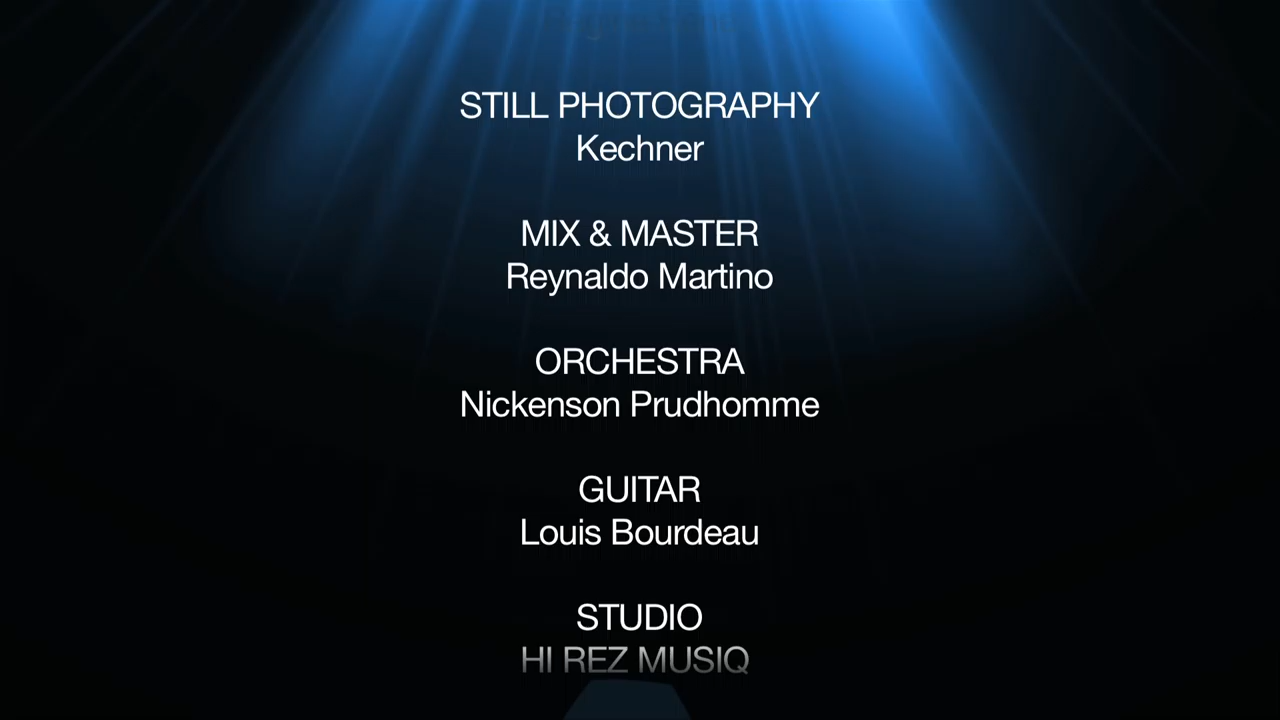 STILL PHOTOGRAPHY
Kechner
MIX & MASTER
Reynaldo Martino
ORCHESTRA
Nickenson Prudhomme
GUITAR
Louis Bourdeau
STUDIO
HI REZ MUSIQ